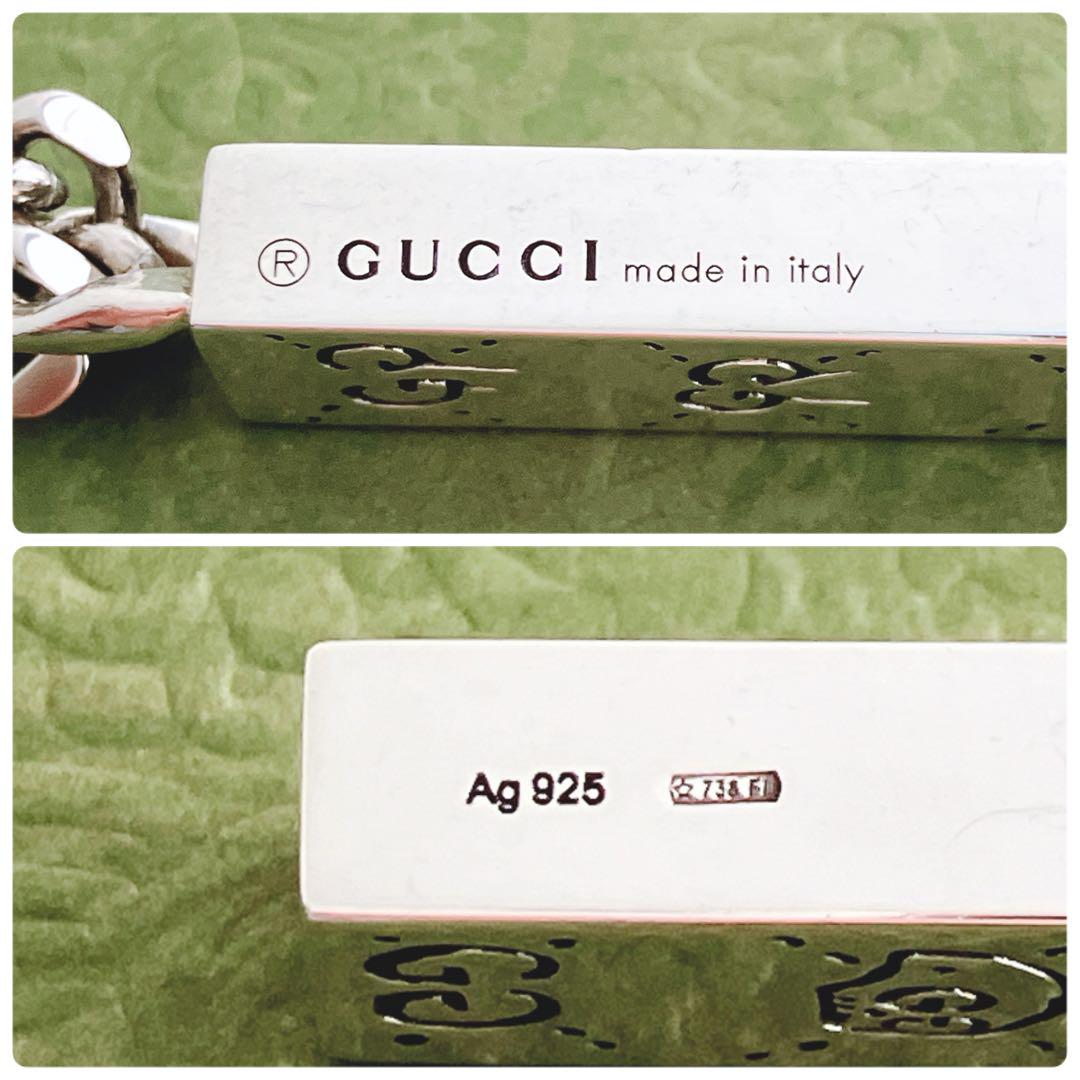 ® GUCCI made in italy
Ag 925 ☆ 738 FI